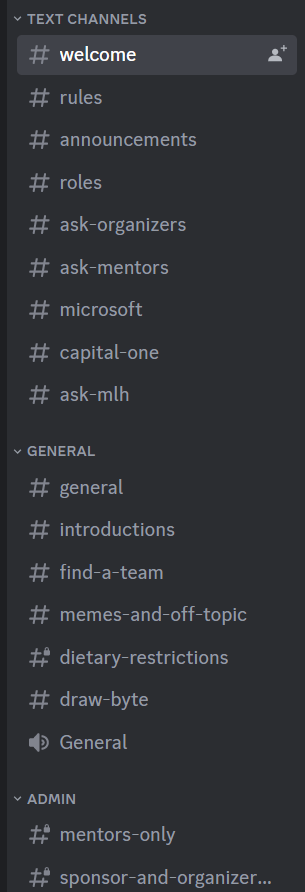 TEXT CHANNELS
welcome
rules
announcements
roles
ask-organizers
ask-mentors
microsoft
capital-one
ask-mlh
GENERAL
general
introductions
find-a-team
memes-and-off-topic
dietary-restrictions
draw-byte
General
ADMIN
mentors-only
sponsor-and-organizer...